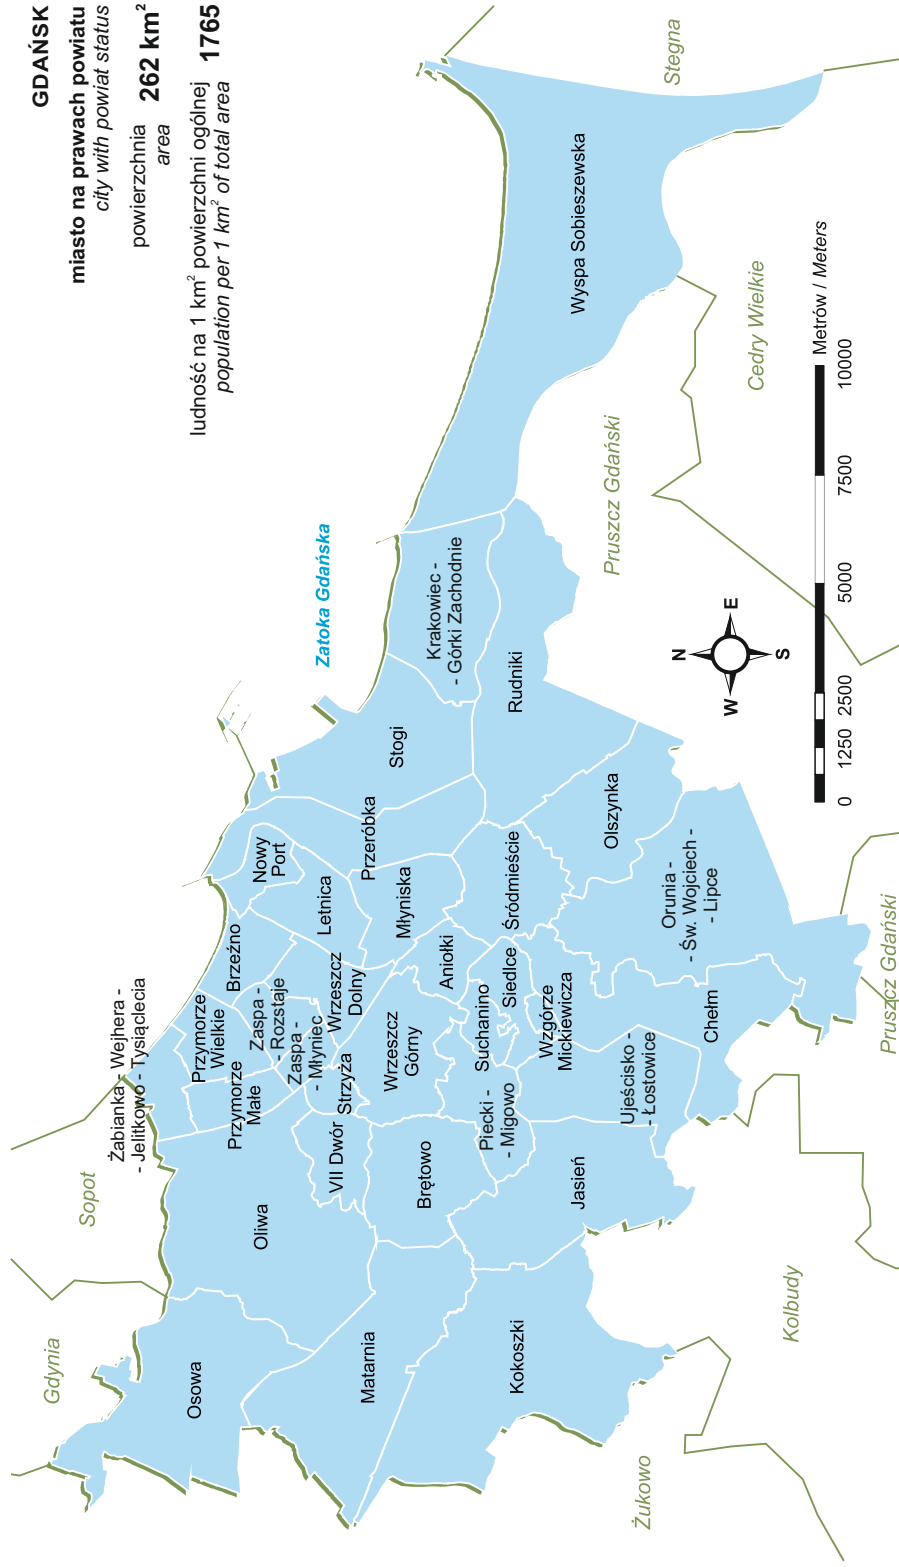 GDAŃSK
miasto na prawach powiatu
city with powiat status
powierzchnia 262 km²
area
ludność na 1 km² powierzchni ogólnej 1765
population per 1 km² of total area
Gdynia
Sopot
Zatoka Gdańska
Stegna
Żabianka - Wejhera -
- Jelitkowo - Tysiąclecia
Osowa
Oliwa
Przymorze
Wielkie
Przymorze
Małe
Brzeźno
Zaspa -
- Rozstaje
Zaspa -
- Młyniec
Nowy
Port
Letnica
Wrzeszcz
Dolny
Strzyża
VII Dwór
Przeróbka
Stogi
Matarnia
Brętowo
Wrzeszcz
Górny
Młyniska
Aniołki
Krakowiec -
- Górki Zachodnie
Wyspa Sobieszewska
Kokoszki
Piecki -
- Migowo
Suchanino
Siedlce
Śródmieście
Rudniki
Jasień
Wzgórze
Mickiewicza
Olszynka
Ujeścisko -
- Łostowice
Chełm
Orunia -
- Św. Wojciech -
- Lipce
Pruszcz Gdański
Cedry Wielkie
Żukowo
Kolbudy
Pruszcz Gdański
N
W
E
S
0 1250 2500 5000 7500 10000
Metrów / Meters